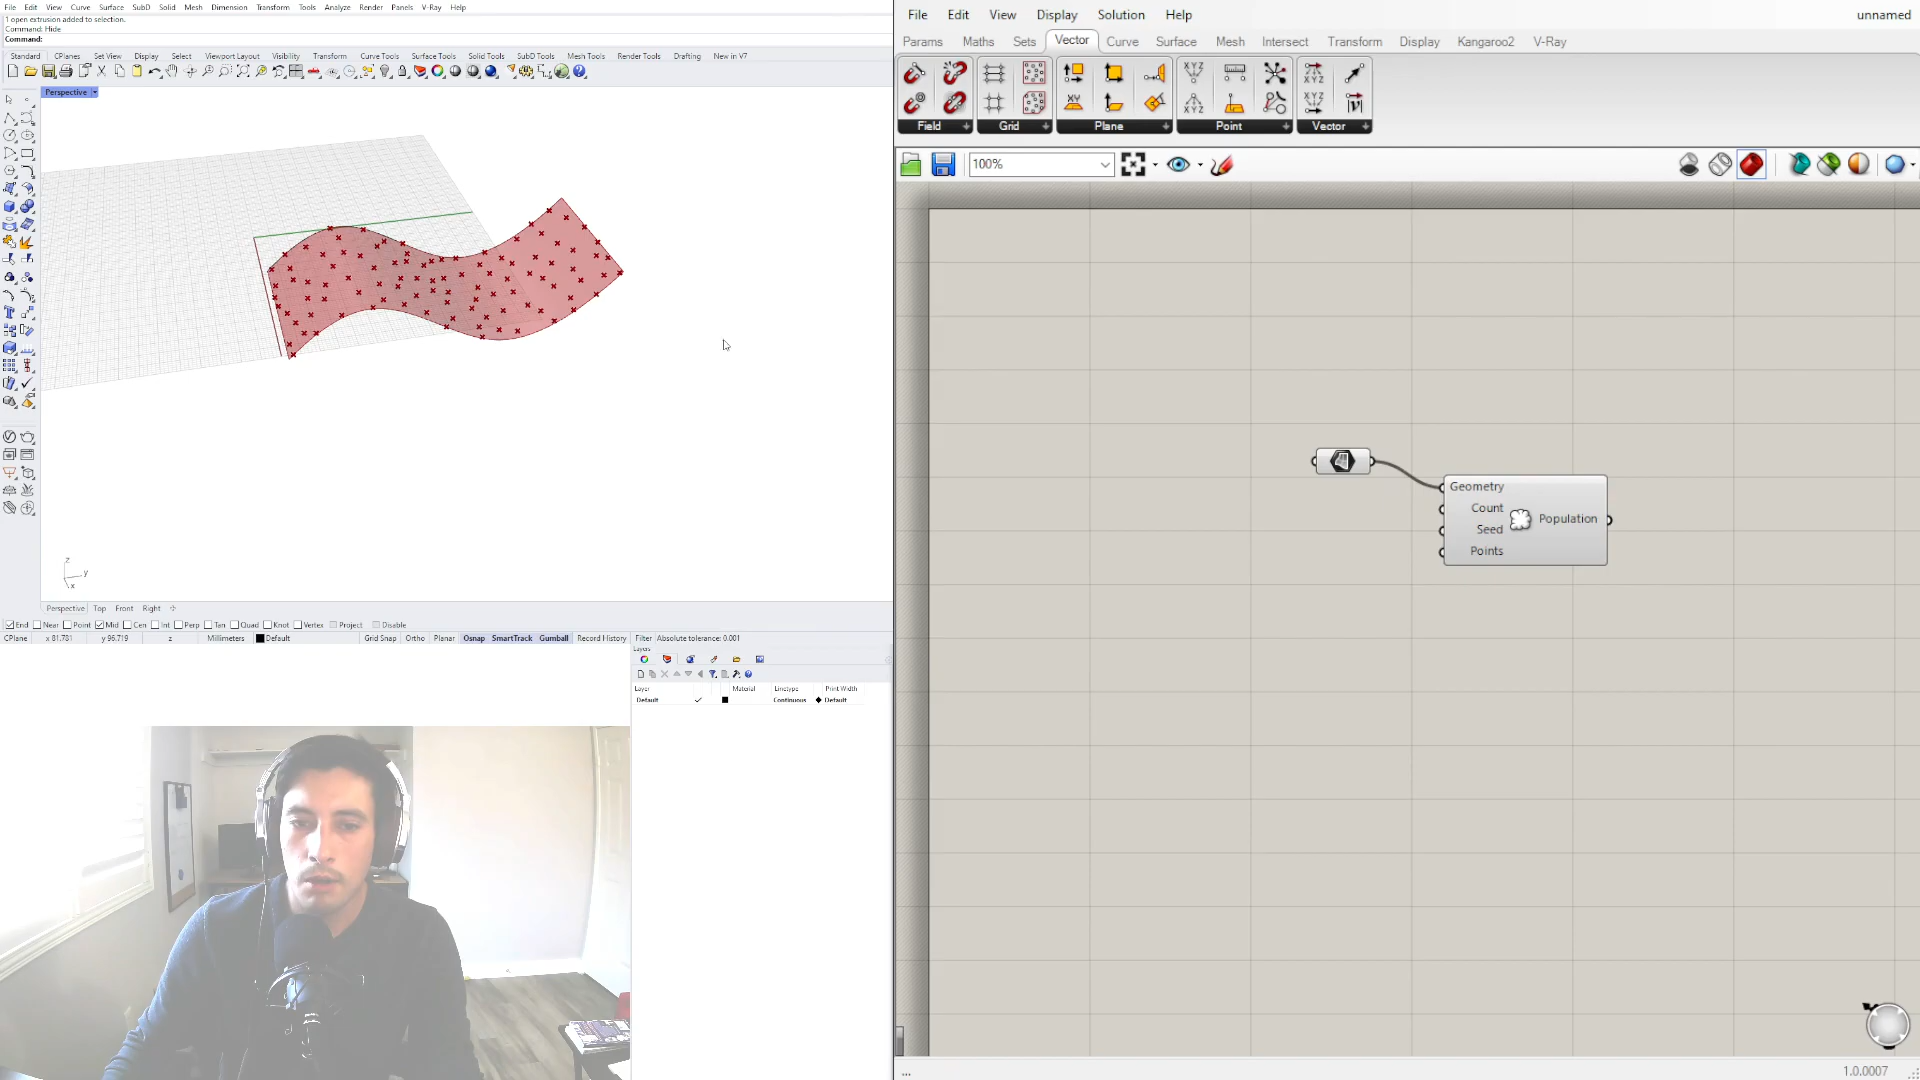 File Edit View Curve Surface SubD Solid Mesh Dimension Transform Tools Analyze Render Panels V-Ray Help
1 open extrusion added to selection.
Command: Hide
Command:
Standard CPlanes Set View Display Select Viewport Layout Visibility Transform Curve Tools Surface Tools Solid Tools SubD Tools Mesh Tools Render Tools Drafting New in V7
Perspective
z
y
x
Perspective Top Front Right
End Near Point Mid Cen Int Perp Tan Quad Knot Vertex Project Disable
CPlane x 81.781 y 96.719 z Millimeters Default Grid Snap Ortho Planar Osnap SmartTrack Gumball Record History Filter Absolute tolerance: 0.001
Layers
Layer Material Linetype Print Width
Default Continuous Default
File Edit View Display Solution Help unnamed
Params Maths Sets Vector Curve Surface Mesh Intersect Transform Display Kangaroo2 V-Ray
Field Grid Plane Point Vector
100%
Geometry
Count
Seed
Points
Population
... 1.0.0007